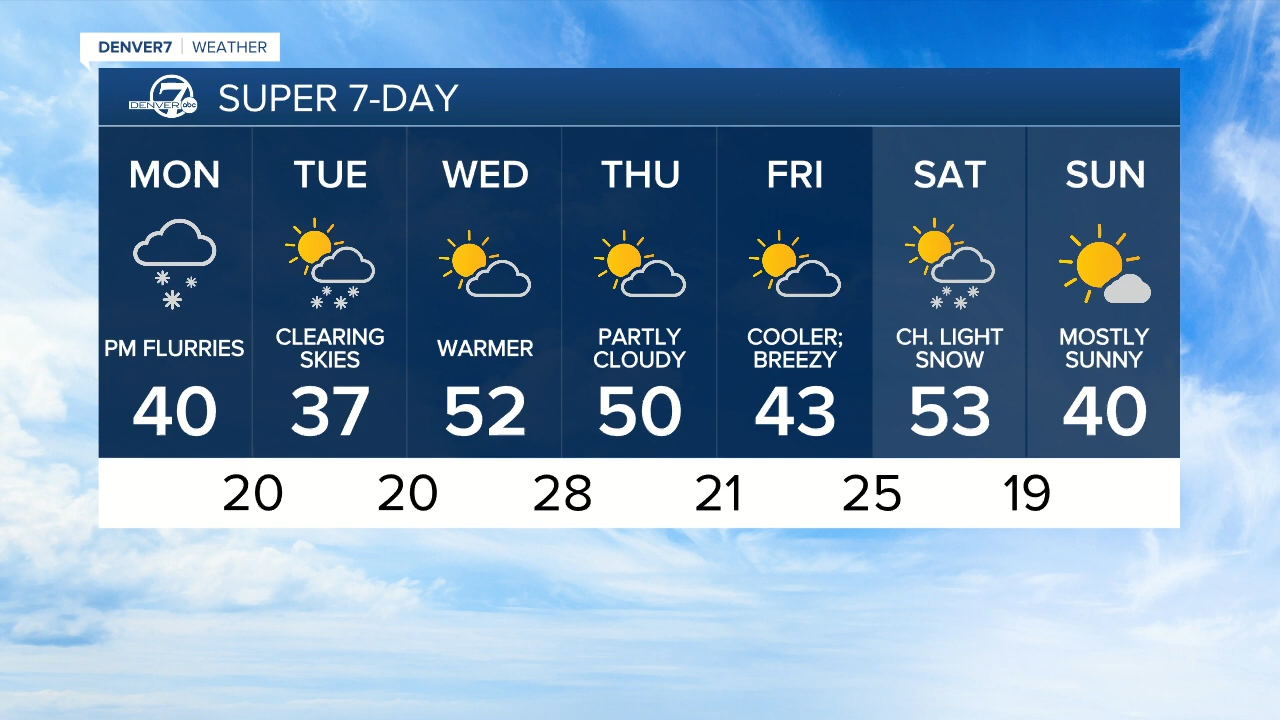 DENVER7 | WEATHER
7
DENVER abc
SUPER 7-DAY
MON TUE WED THU FRI SAT SUN
PM FLURRIES
CLEARING
SKIES
WARMER
PARTLY
CLOUDY
COOLER;
BREEZY
CH. LIGHT
SNOW
MOSTLY
SUNNY
40 37 52 50 43 53 40
20 20 28 21 25 19